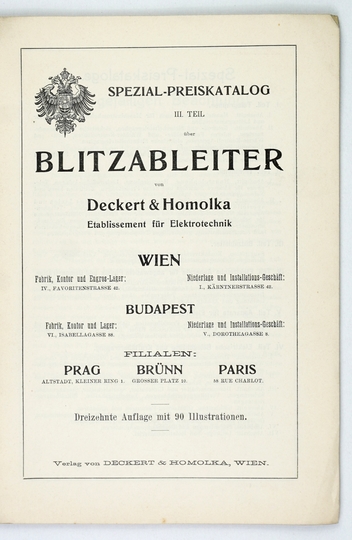 SPEZIAL-PREISKATALOG
III. TEIL
über
BLITZABLEITER
von
Deckert & Homolka
Etablissement für Elektrotechnik
WIEN
Fabrik, Kontor und Engros-Lager: Niederlage und Installations-Geschäft:
IV., FAVORITENSTRASSE 42. I., KÄRNTNERSTRASSE 42.
BUDAPEST
Fabrik, Kontor und Lager: Niederlage und Installations-Geschäft:
VI., ISABELLAGASSE 88. V., DOROTHEAGASSE 9.
FILIALEN:
PRAG BRÜNN PARIS
ALTSTADT, KLEINER RING 1. GROSSER PLATZ 10. 58 RUE CHARLOT.
Dreizehnte Auflage mit 90 Illustrationen.
Verlag von DECKERT & HOMOLKA, WIEN.